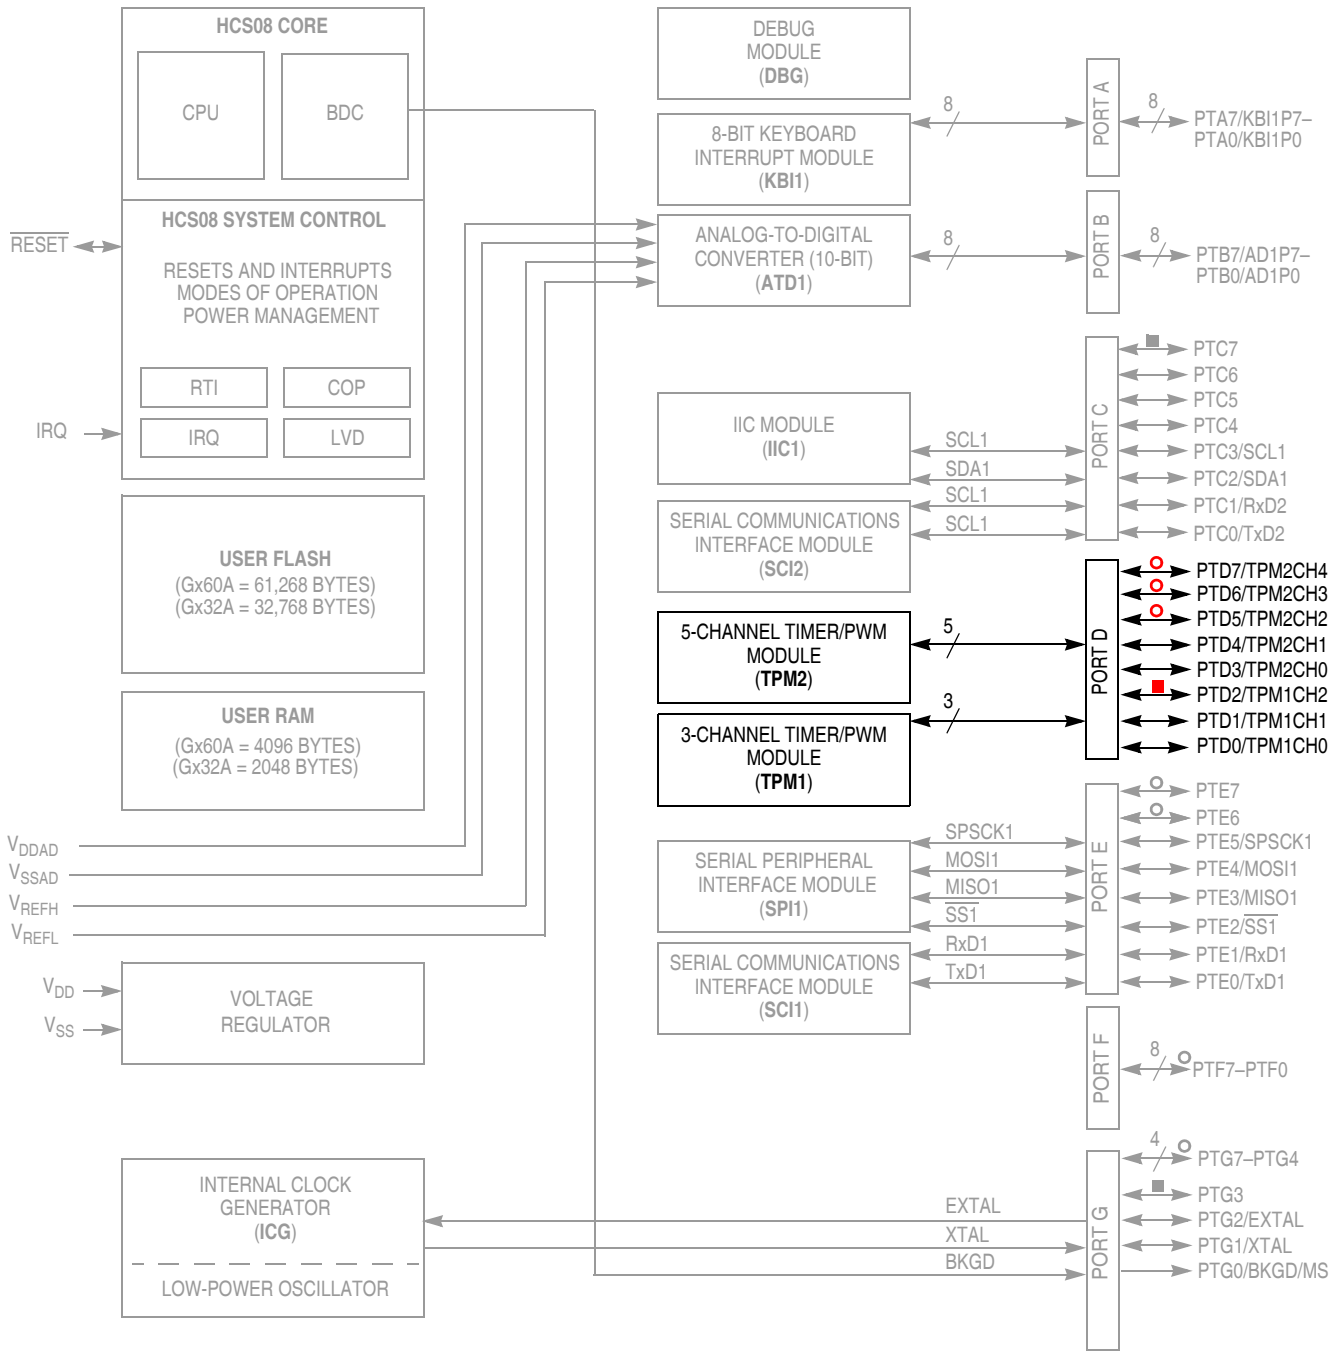 HCS08 CORE
CPU
BDC
HCS08 SYSTEM CONTROL
RESETS AND INTERRUPTS
MODES OF OPERATION
POWER MANAGEMENT
RTI
COP
IRQ
LVD
RESET
IRQ
USER FLASH
(Gx60A = 61,268 BYTES)
(Gx32A = 32,768 BYTES)
USER RAM
(Gx60A = 4096 BYTES)
(Gx32A = 2048 BYTES)
VDDAD
VSSAD
VREFH
VREFL
VDD
VSS
VOLTAGE
REGULATOR
INTERNAL CLOCK
GENERATOR
(ICG)
LOW-POWER OSCILLATOR
DEBUG
MODULE
(DBG)
8-BIT KEYBOARD
INTERRUPT MODULE
(KBI1)
8
ANALOG-TO-DIGITAL
CONVERTER (10-BIT)
(ATD1)
8
IIC MODULE
(IIC1)
SCL1
SDA1
SERIAL COMMUNICATIONS
INTERFACE MODULE
(SCI2)
SCL1
SCL1
5-CHANNEL TIMER/PWM
MODULE
(TPM2)
5
3-CHANNEL TIMER/PWM
MODULE
(TPM1)
3
SERIAL PERIPHERAL
INTERFACE MODULE
(SPI1)
SPSCK1
MOSI1
MISO1
SS1
SERIAL COMMUNICATIONS
INTERFACE MODULE
(SCI1)
RxD1
TxD1
EXTAL
XTAL
BKGD
PORT A
8
PTA7/KBI1P7–
PTA0/KBI1P0
PORT B
8
PTB7/AD1P7–
PTB0/AD1P0
PORT C
PTC7
PTC6
PTC5
PTC4
PTC3/SCL1
PTC2/SDA1
PTC1/RxD2
PTC0/TxD2
PORT D
PTD7/TPM2CH4
PTD6/TPM2CH3
PTD5/TPM2CH2
PTD4/TPM2CH1
PTD3/TPM2CH0
PTD2/TPM1CH2
PTD1/TPM1CH1
PTD0/TPM1CH0
PORT E
PTE7
PTE6
PTE5/SPSCK1
PTE4/MOSI1
PTE3/MISO1
PTE2/SS1
PTE1/RxD1
PTE0/TxD1
PORT F
8
PTF7–PTF0
PORT G
4
PTG7–PTG4
PTG3
PTG2/EXTAL
PTG1/XTAL
PTG0/BKGD/MS